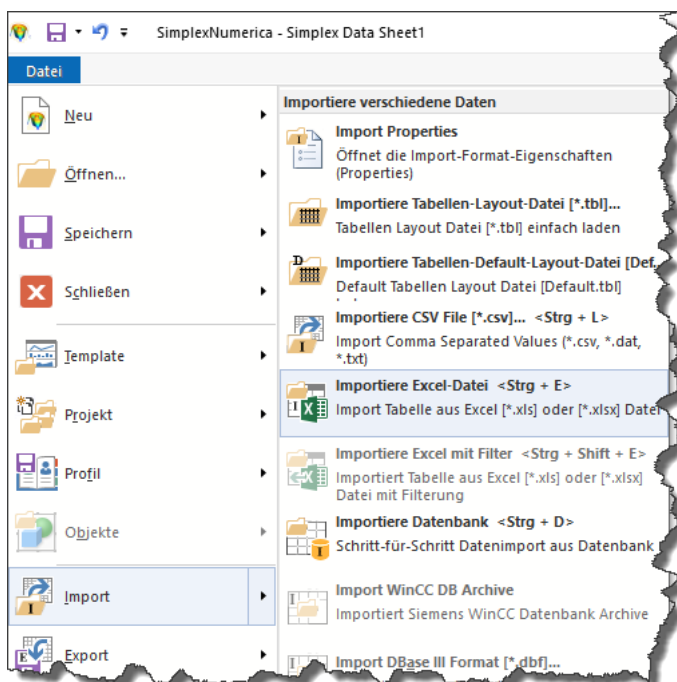 SimplexNumerica - Simplex Data Sheet1
Datei
Neu
Öffnen...
Speichern
Schließen
Template
Projekt
Profil
Objekte
Import
Export
Importiere verschiedene Daten
Import Properties
Öffnet die Import-Format-Eigenschaften
(Properties)
Importiere Tabellen-Layout-Datei [*.tbl]...
Tabellen Layout Datei [*.tbl] einfach laden
Importiere Tabellen-Default-Layout-Datei [Def..
Default Tabellen Layout Datei [Default.tbl]
Importiere CSV File [*.csv]... <Strg + L>
Import Comma Separated Values (*.csv, *.dat,
*.txt)
Importiere Excel-Datei <Strg + E>
Import Tabelle aus Excel [*.xls] oder [*.xlsx] Datei
Importiere Excel mit Filter <Strg + Shift + E>
Importiert Tabelle aus Excel [*.xls] oder [*.xlsx]
Datei mit Filterung
Importiere Datenbank <Strg + D>
Schritt-für-Schritt Datenimport aus Datenbank
Import WinCC DB Archive
Importiert Siemens WinCC Datenbank Archive
Import DBase III Format [*.dbf]...